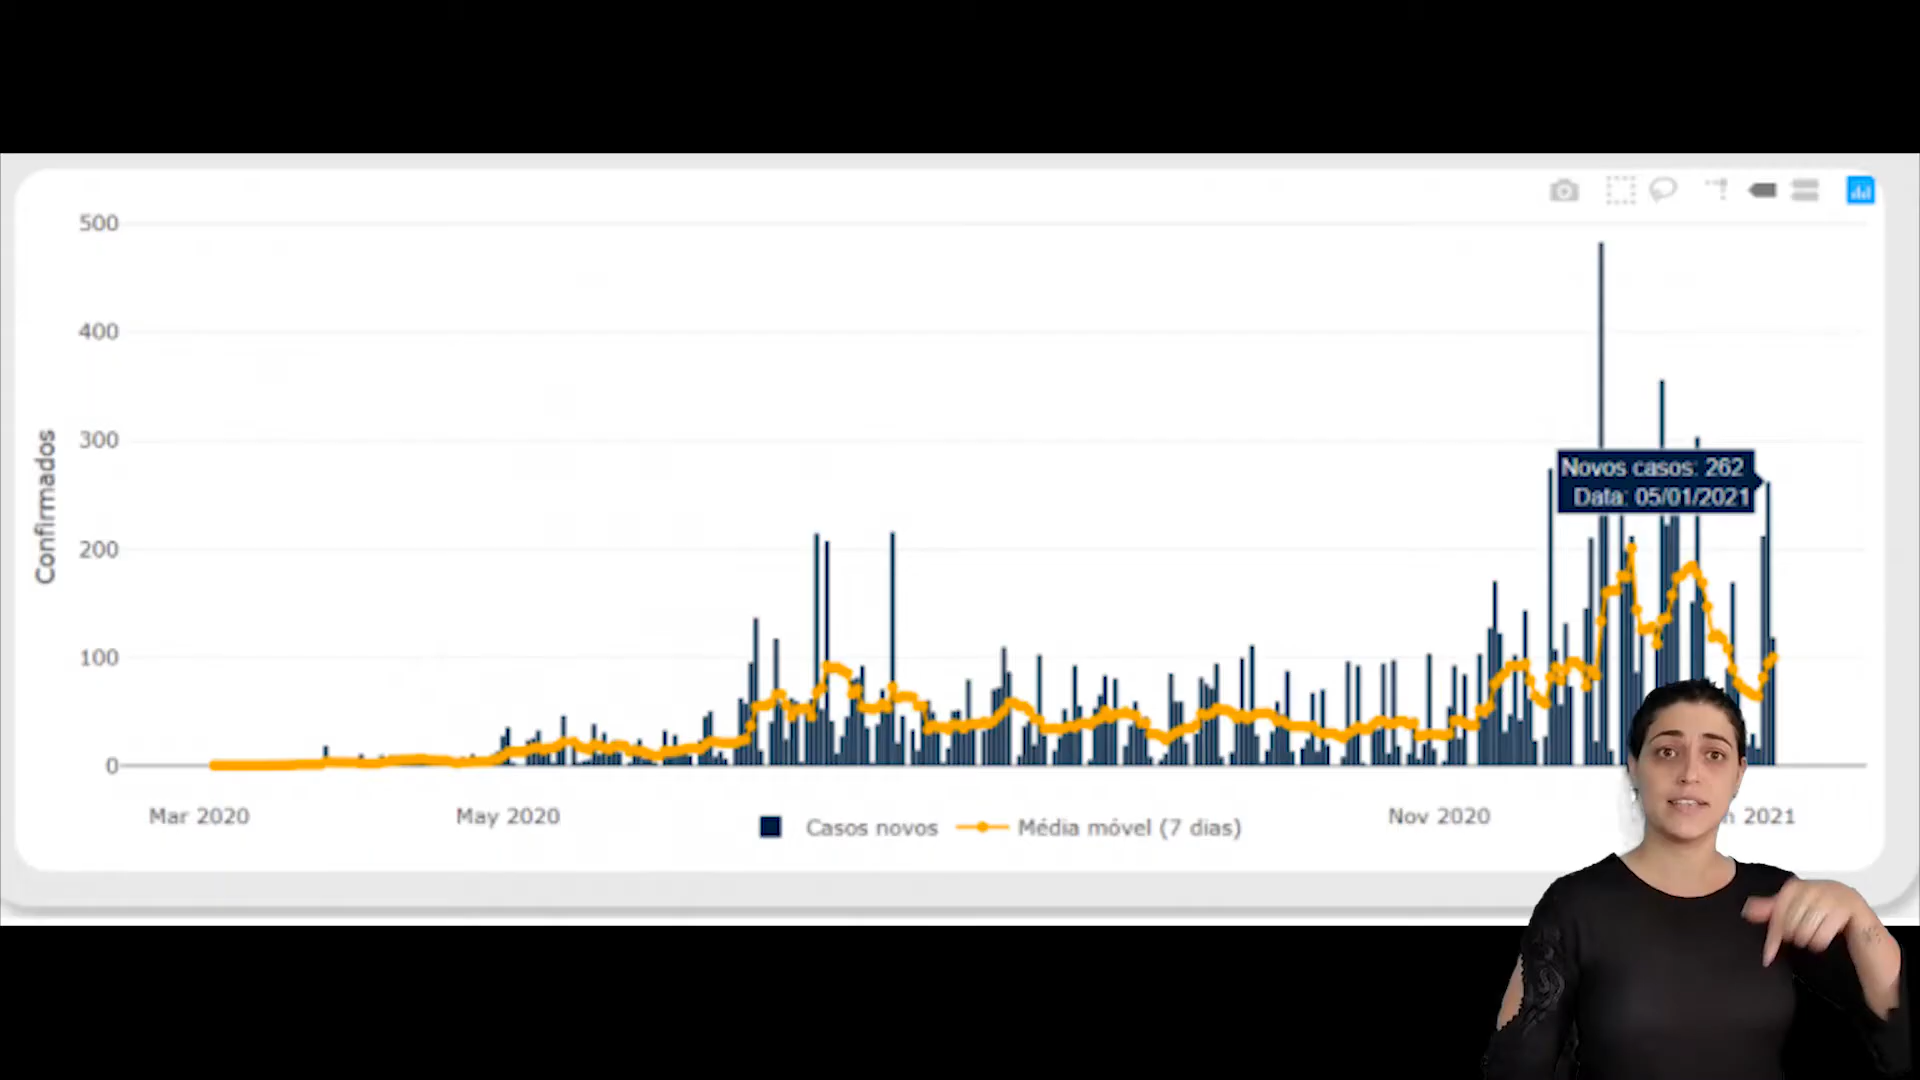 500
400
300
200
100
0
Confirmados
Novos casos: 262
Data: 05/01/2021
Mar 2020
May 2020
Nov 2020
2021
Casos novos
Média móvel (7 dias)